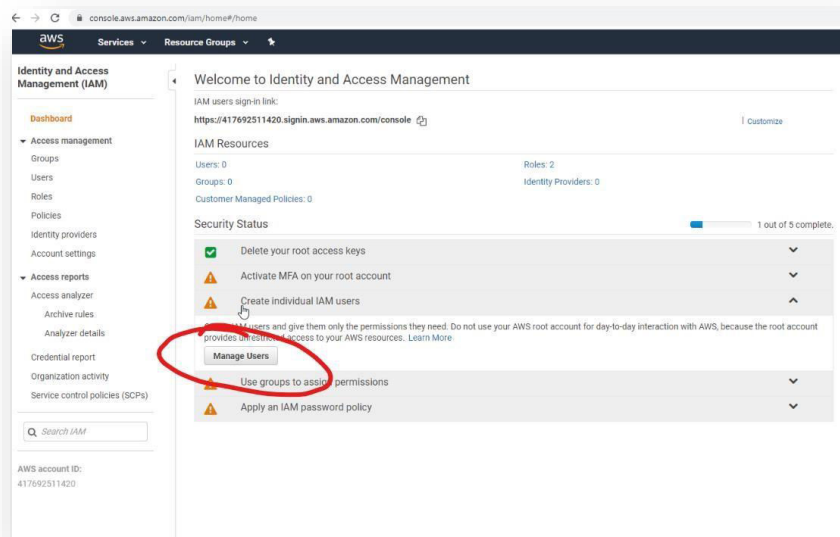 console.aws.amazon.com/iam/home#/home
aws Services Resource Groups
Identity and Access Management (IAM)
Dashboard
Access management
Groups
Users
Roles
Policies
Identity providers
Account settings
Access reports
Access analyzer
Archive rules
Analyzer details
Credential report
Organization activity
Service control policies (SCPs)
Search IAM
AWS account ID:
417692511420
Welcome to Identity and Access Management
IAM users sign-in link:
https://417692511420.signin.aws.amazon.com/console Customize
IAM Resources
Users: 0 Roles: 2
Groups: 0 Identity Providers: 0
Customer Managed Policies: 0
Security Status 1 out of 5 complete.
Delete your root access keys
Activate MFA on your root account
Create individual IAM users
IAM users and give them only the permissions they need. Do not use your AWS root account for day-to-day interaction with AWS, because the root account
provides unrestricted access to your AWS resources. Learn More
Manage Users
Use groups to assign permissions
Apply an IAM password policy